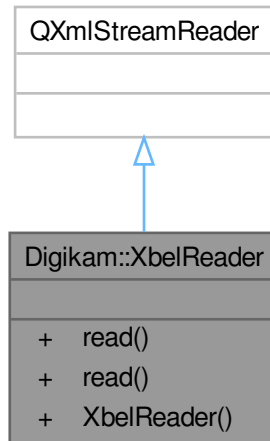 QXmlStreamReader
Digikam::XbelReader
+ read()
+ read()
+ XbelReader()